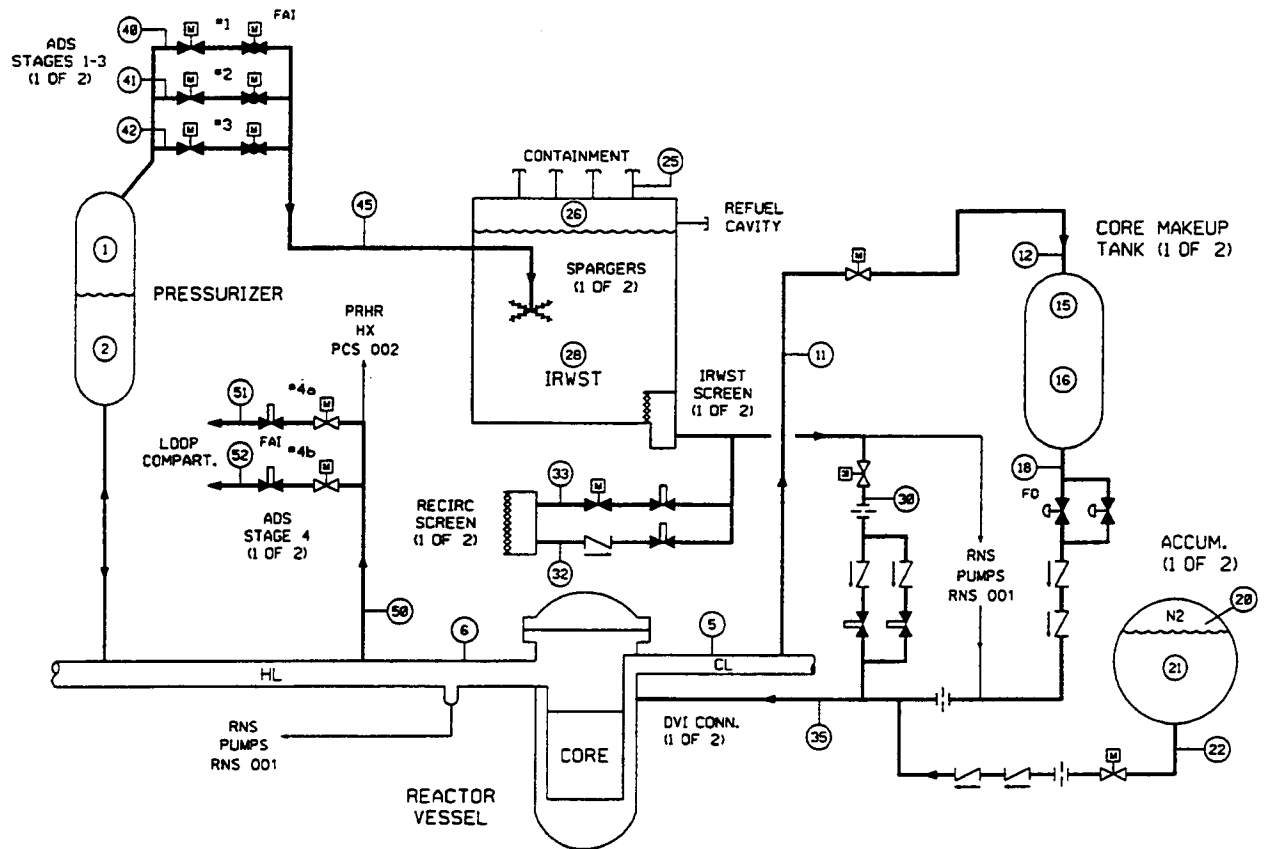 40
M
*1
M
FAI
ADS
STAGES 1-3
(1 OF 2)
41
M
*2
M
42
M
*3
M
CONTAINMENT
25
26
REFUEL
CAVITY
45
1
PRESSURIZER
2
SPARGERS
(1 OF 2)
28
IRWST
PRHR
HX
PCS 002
M
12
CORE MAKEUP
TANK (1 OF 2)
15
16
11
IRWST
SCREEN
(1 OF 2)
51
*4a
M
FAI
LOOP
COMPART.
52
*4b
M
ADS
STAGE 4
(1 OF 2)
33
M
RECIRC
SCREEN
(1 OF 2)
32
M
30
18
FO
RNS
PUMPS
RNS 001
ACCUM.
(1 OF 2)
N2
20
21
50
6
5
HL
CL
RNS
PUMPS
RNS 001
DVI CONN.
(1 OF 2)
35
CORE
REACTOR
VESSEL
M
22